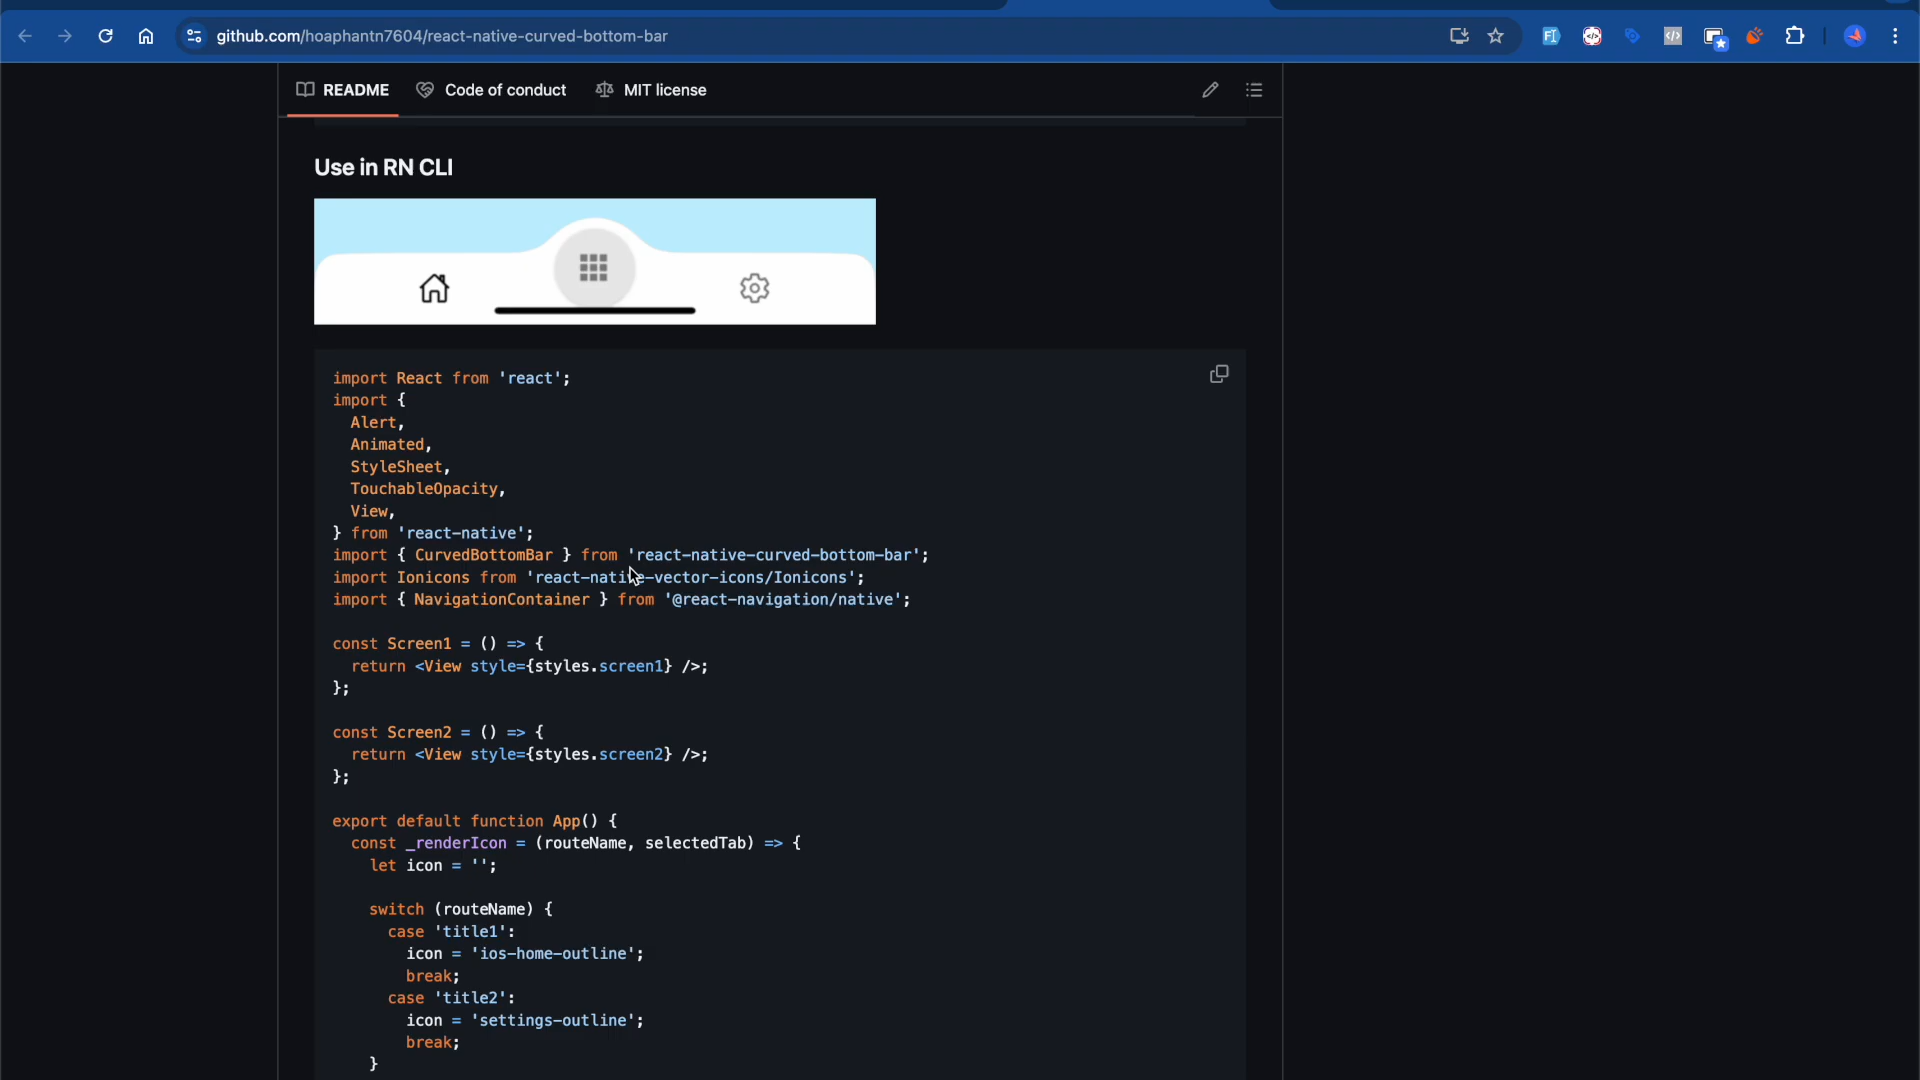 github.com/hoaphantn7604/react-native-curved-bottom-bar
README
Code of conduct
MIT license
Use in RN CLI
import React from 'react';
import {
  Alert,
  Animated,
  StyleSheet,
  TouchableOpacity,
  View,
} from 'react-native';
import { CurvedBottomBar } from 'react-native-curved-bottom-bar';
import Ionicons from 'react-native-vector-icons/Ionicons';
import { NavigationContainer } from '@react-navigation/native';
const Screen1 = () => {
  return <View style={styles.screen1} />;
};
const Screen2 = () => {
  return <View style={styles.screen2} />;
};
export default function App() {
  const _renderIcon = (routeName, selectedTab) => {
    let icon = '';
    switch (routeName) {
      case 'title1':
        icon = 'ios-home-outline';
        break;
      case 'title2':
        icon = 'settings-outline';
        break;
    }